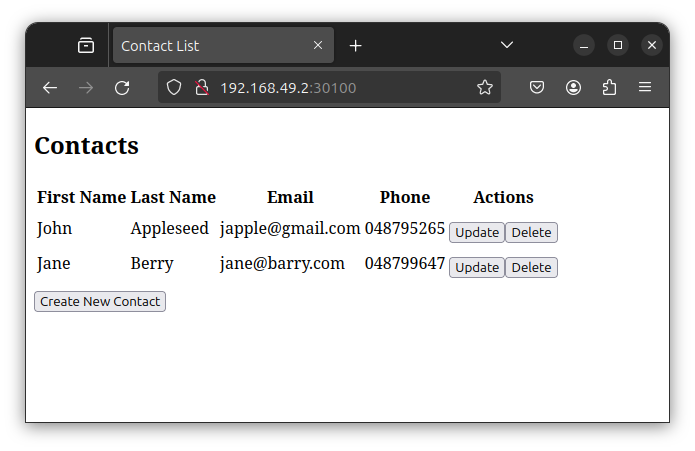 Contact List
192.168.49.2:30100
Contacts
First Name Last Name Email Phone Actions
John Appleseed japple@gmail.com 048795265 Update Delete
Jane Berry jane@barry.com 048799647 Update Delete
Create New Contact